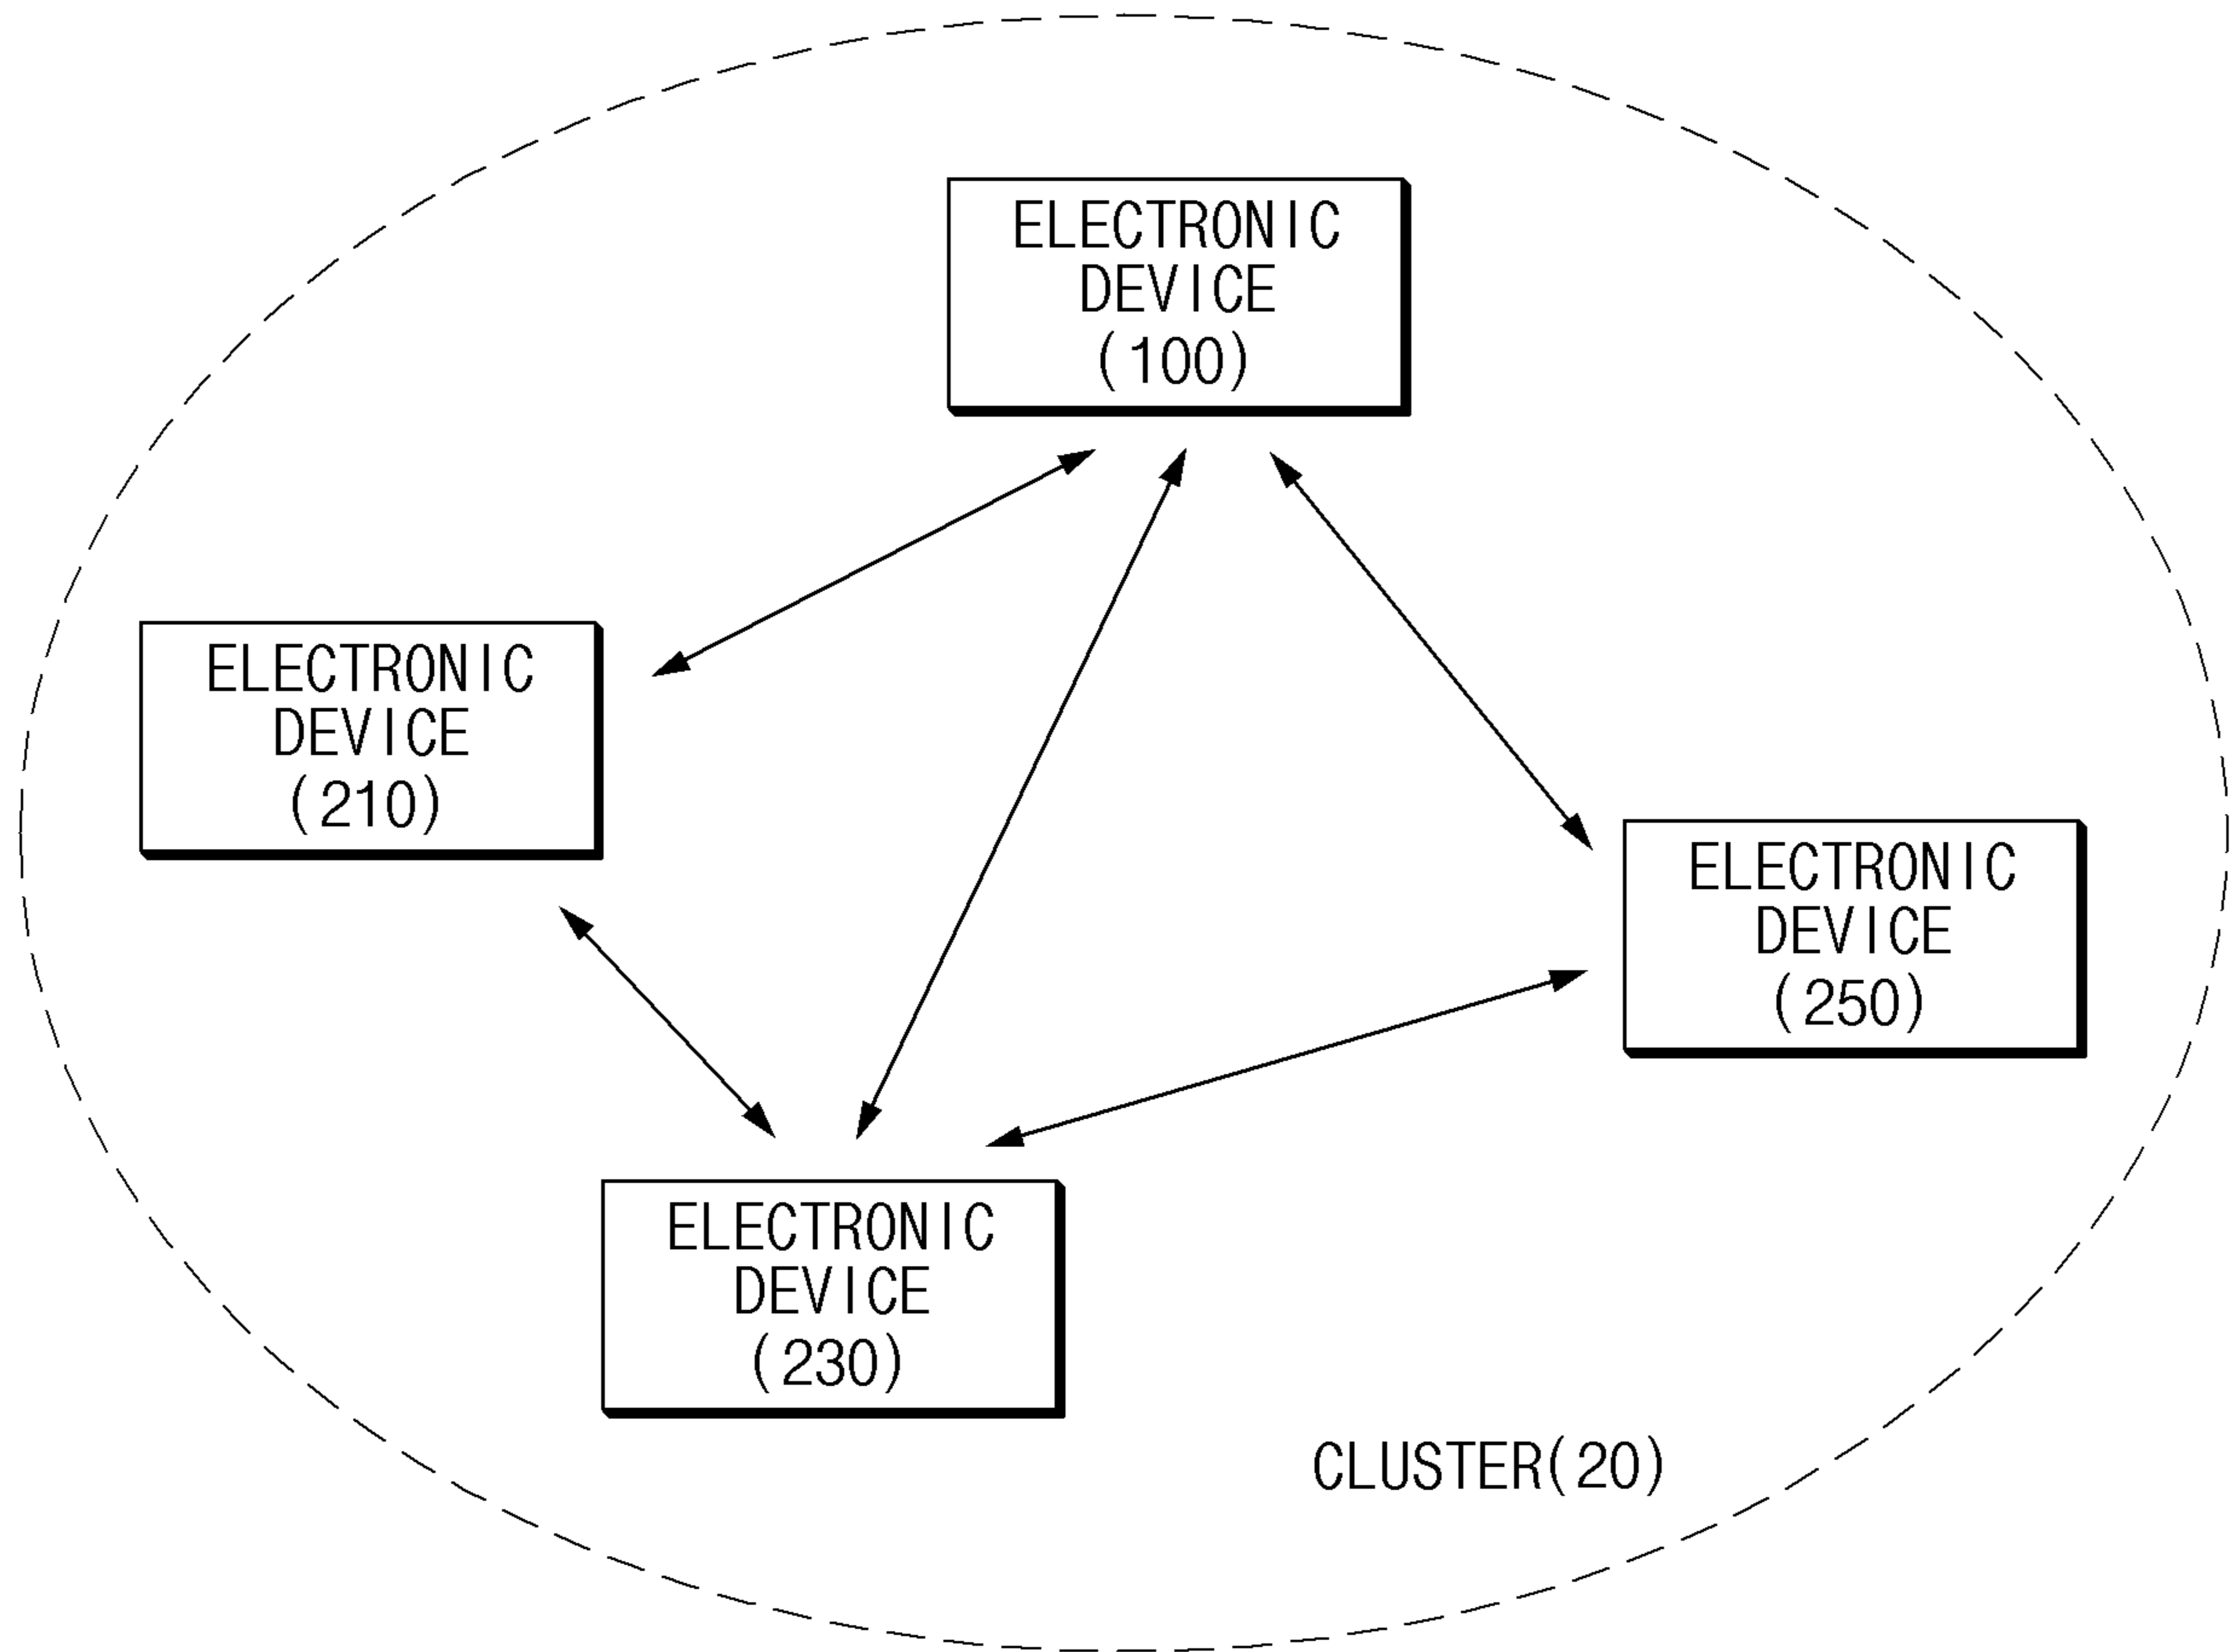 ELECTRONIC
DEVICE
(100)
ELECTRONIC
DEVICE
(210)
ELECTRONIC
DEVICE
(250)
ELECTRONIC
DEVICE
(230)
CLUSTER(20)